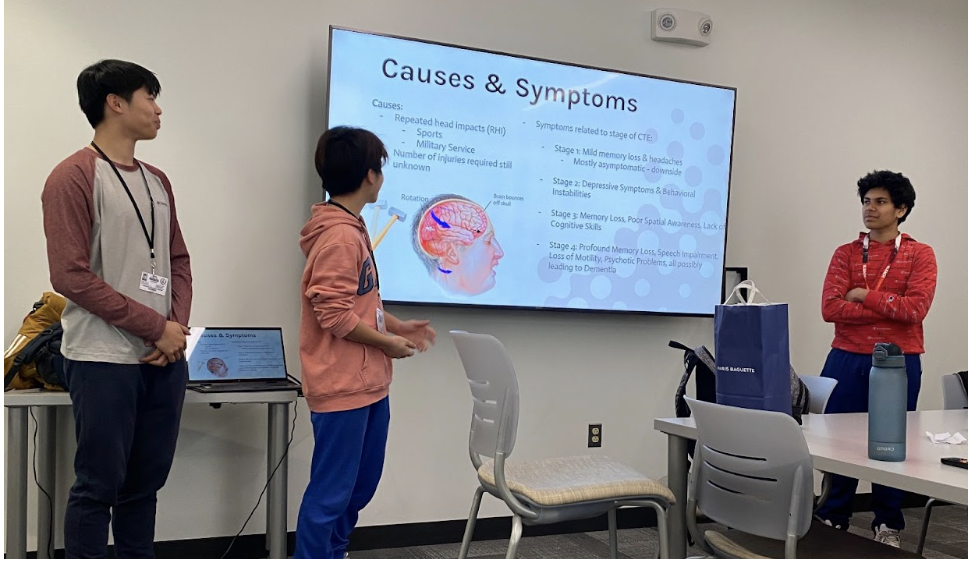 Causes & Symptoms
Causes:
- Repeated head impacts (RHI)
- Sports
- Military Service
- Number of injuries required still
unknown
Rotation
Brain bounces
off skull
- Symptoms related to stage of CTE:
- Stage 1: Mild memory loss & headaches
- Mostly asymptomatic – downside
- Stage 2: Depressive Symptoms & Behavioral
Instabilities
- Stage 3: Memory Loss, Poor Spatial Awareness, Lack of
Cognitive Skills
- Stage 4: Profound Memory Loss, Speech Impairment,
Loss of Motility, Psychotic Problems, all possibly
leading to Dementia
Causes & Symptoms
PARIS BAGUETTE